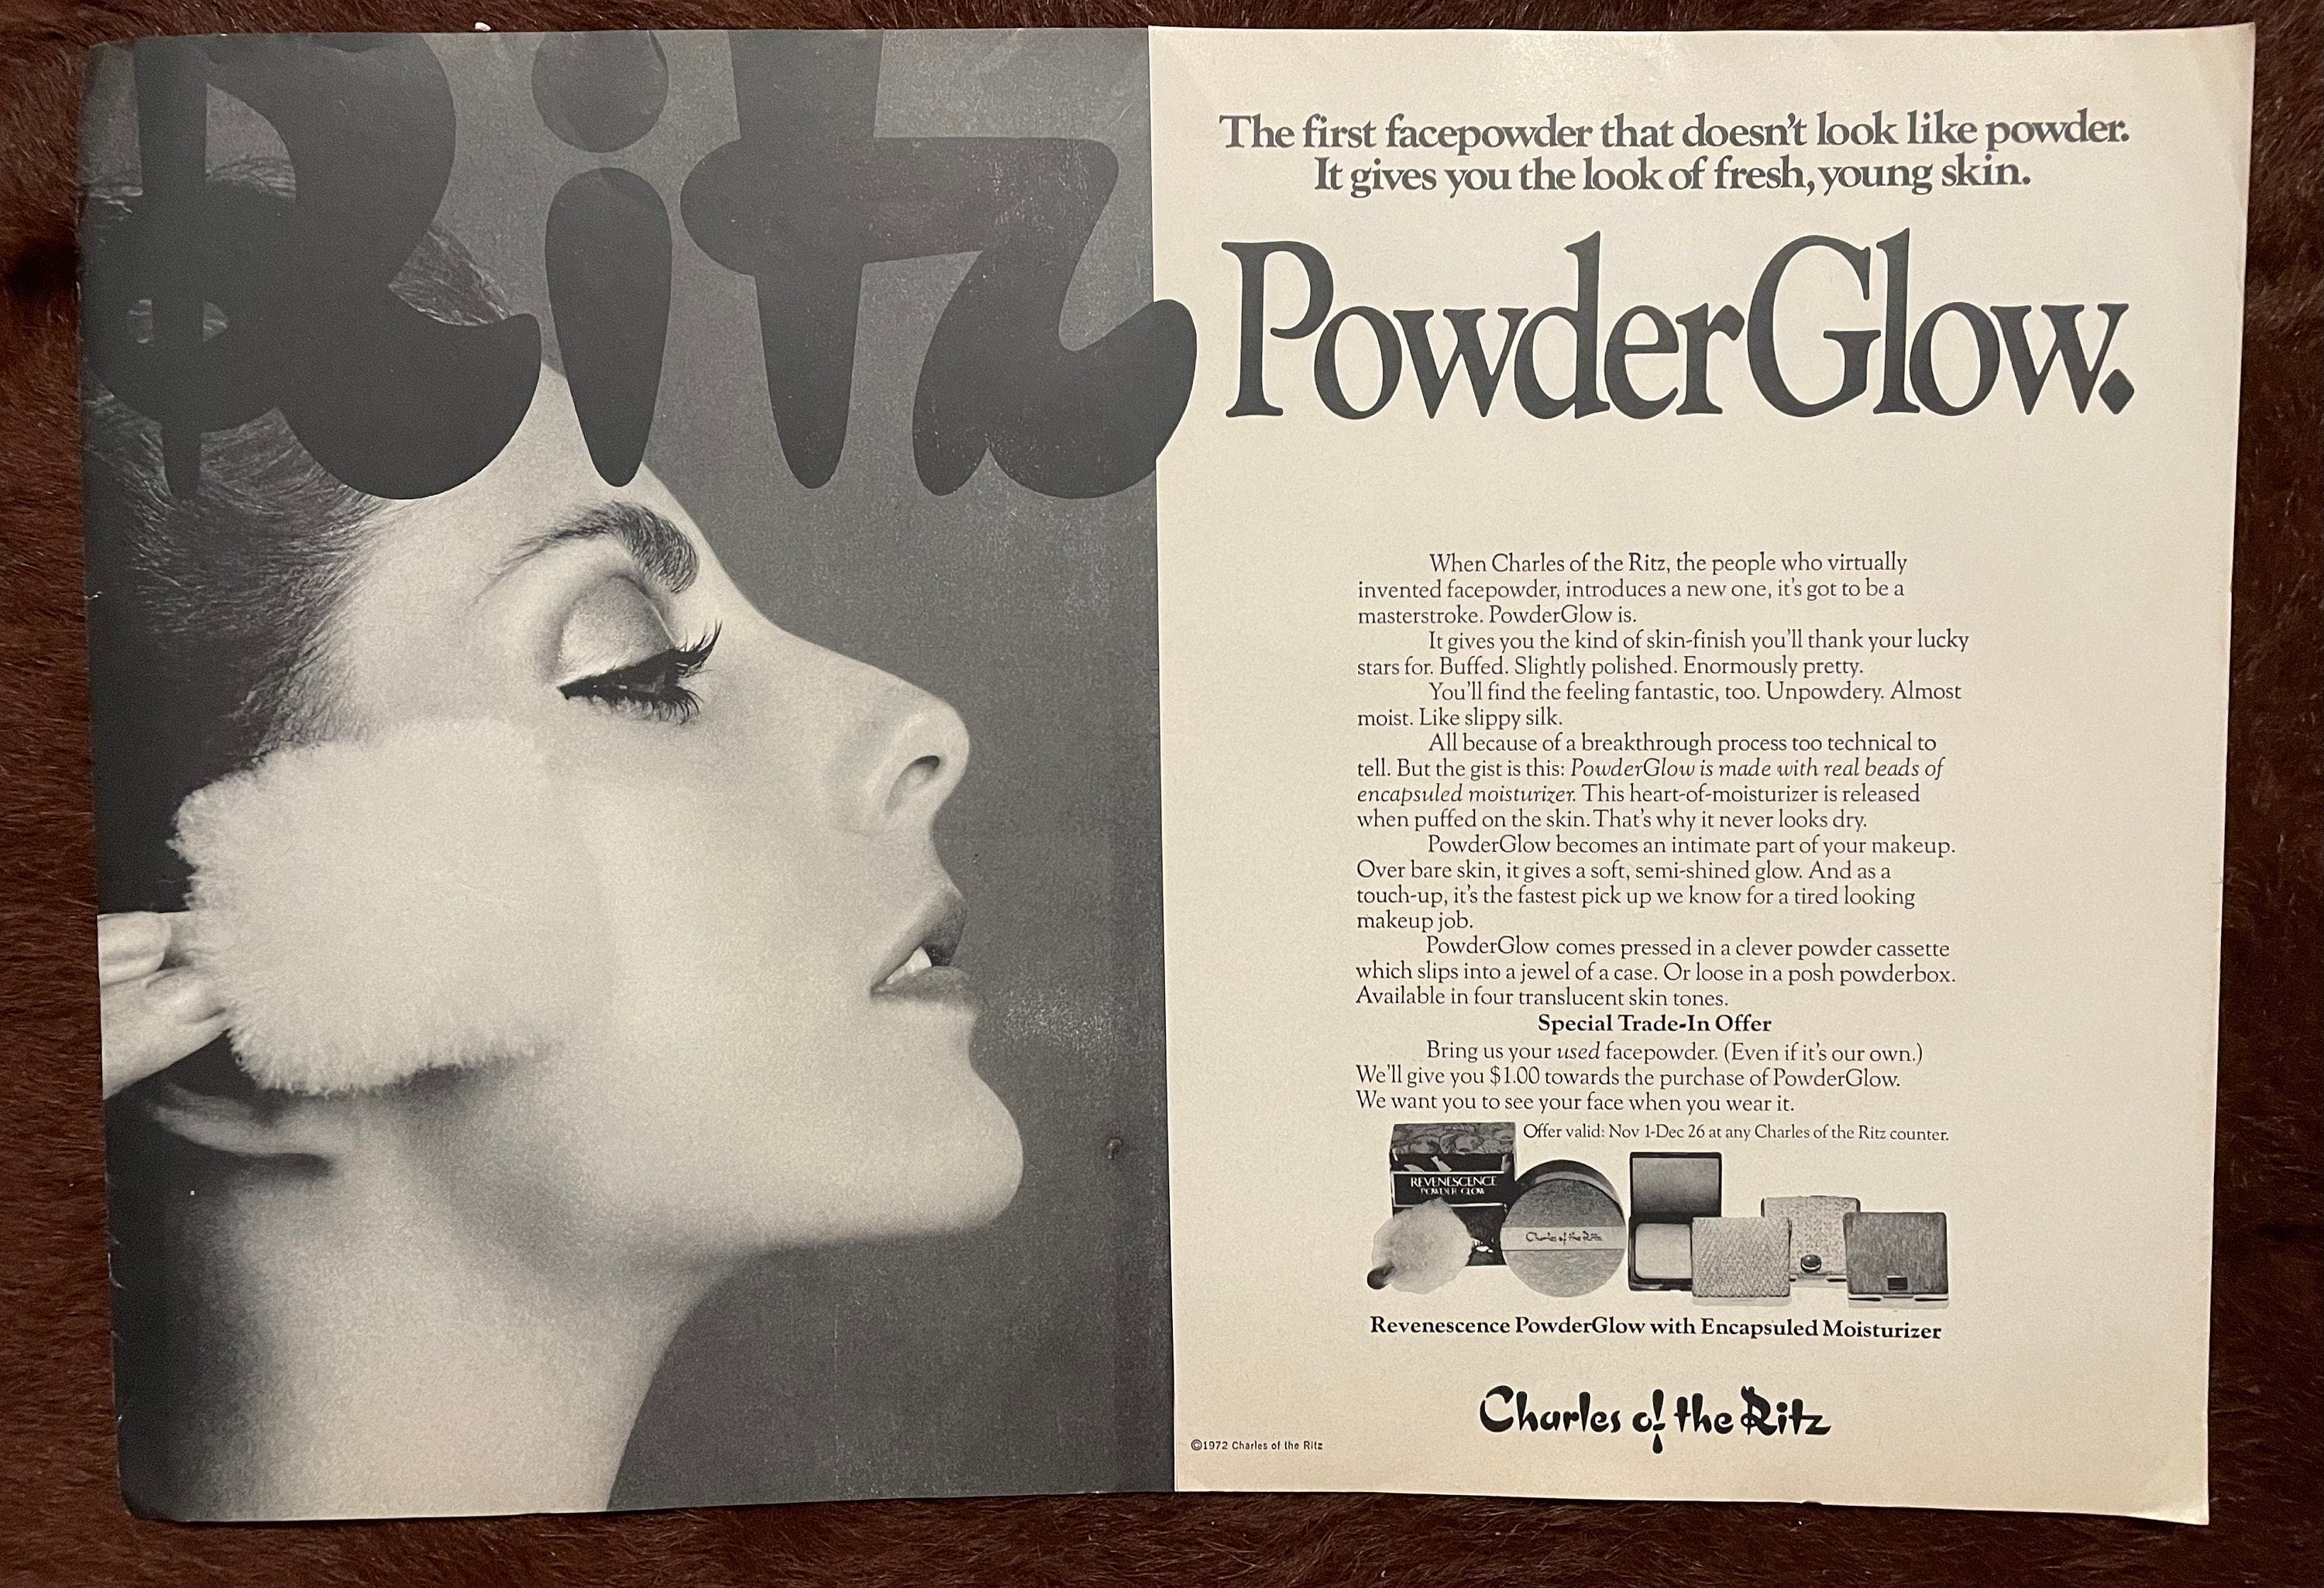 Ritz
The first facepowder that doesn't look like powder.
It gives you the look of fresh, young skin.
PowderGlow.
When Charles of the Ritz, the people who virtually
invented facepowder, introduces a new one, it's got to be a
masterstroke. PowderGlow is.
It gives you the kind of skin-finish you'll thank your lucky
stars for. Buffed. Slightly polished. Enormously pretty.
You'll find the feeling fantastic, too. Unpowdery. Almost
moist. Like slippy silk.
All because of a breakthrough process too technical to
tell. But the gist is this: PowderGlow is made with real beads of
encapsuled moisturizer. This heart-of-moisturizer is released
when puffed on the skin. That's why it never looks dry.
PowderGlow becomes an intimate part of your makeup.
Over bare skin, it gives a soft, semi-shined glow. And as a
touch-up, it's the fastest pick up we know for a tired looking
makeup job.
PowderGlow comes pressed in a clever powder cassette
which slips into a jewel of a case. Or loose in a posh powderbox.
Available in four translucent skin tones.
Special Trade-In Offer
Bring us your used facepowder. (Even if it's our own.)
We'll give you $1.00 towards the purchase of PowderGlow.
We want you to see your face when you wear it.
Offer valid: Nov 1-Dec 26 at any Charles of the Ritz counter.
REVENESCENCE
POWDER GLOW
Charles of the Ritz
Revenescence PowderGlow with Encapsuled Moisturizer
Charles of the Ritz
©1972 Charles of the Ritz